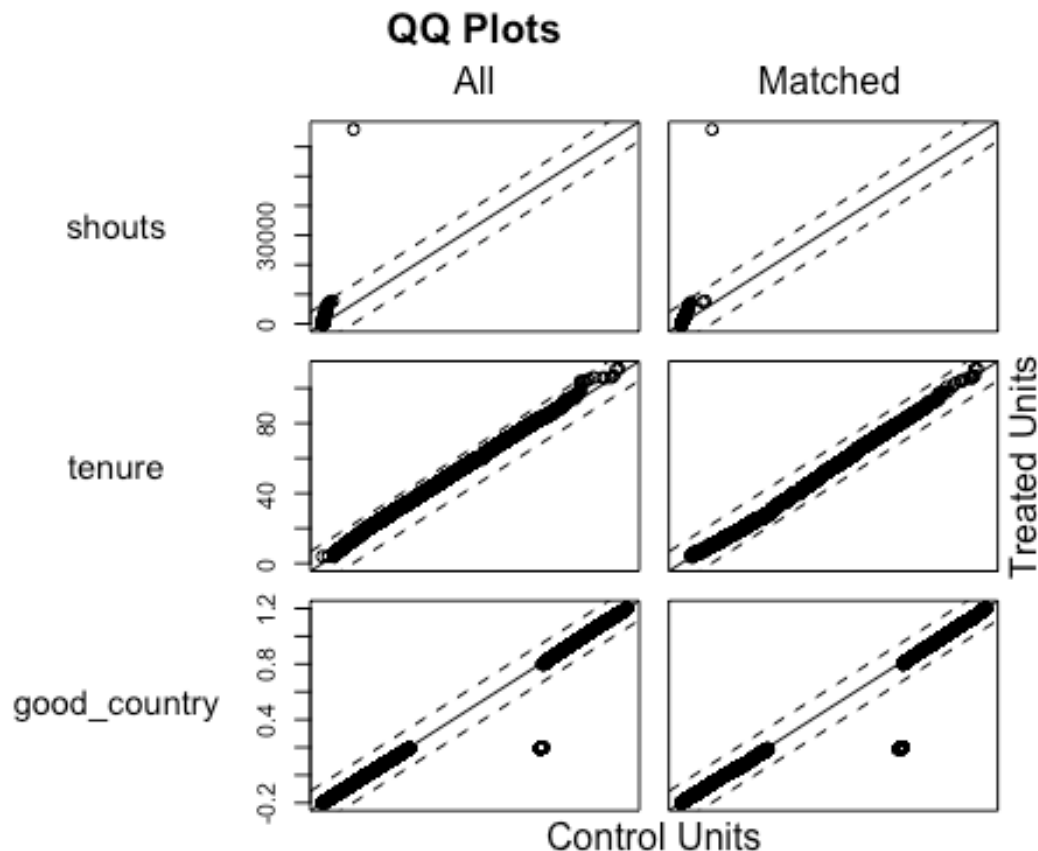 QQ Plots
All Matched
shouts
0 30000
tenure
0 40 80
good_country
-0.2 0.4 0.8 1.2
Treated Units
Control Units